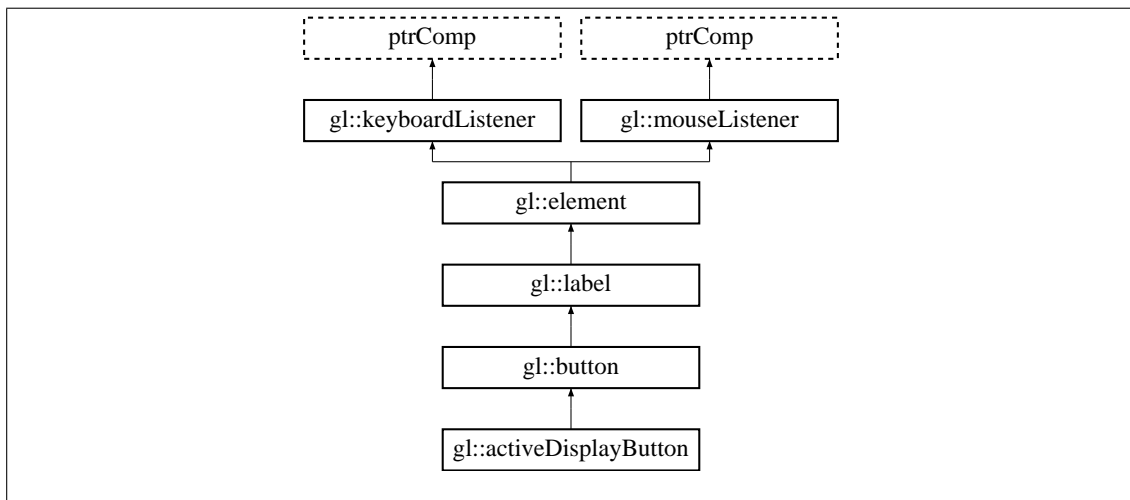 ptrComp
ptrComp
gl::keyboardListener
gl::mouseListener
gl::element
gl::label
gl::button
gl::activeDisplayButton